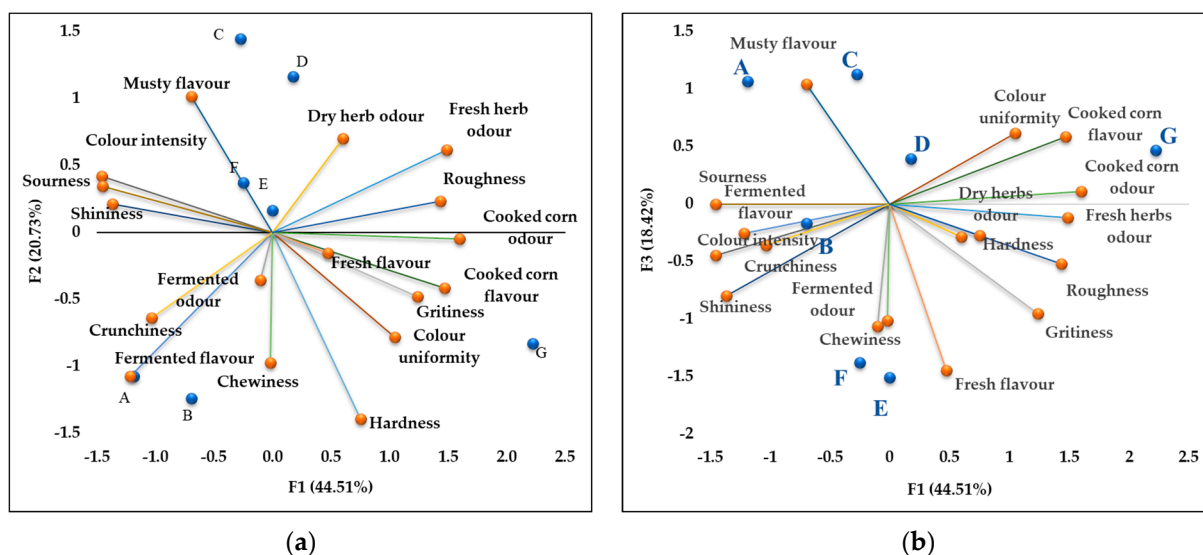 1.5
1
0.5
0
-0.5
-1
-1.5
F2 (20.73%)
C
D
Musty flavour
Dry herb odour
Fresh herb
odour
Colour intensity
F
E
Sourness
Roughness
Shininess
Cooked corn
odour
Fresh flavour
Fermented
odour
Cooked corn
flavour
Gritiness
Crunchiness
Colour
uniformity
G
Fermented flavour
Chewiness
A
B
Hardness
-1.5 -1.0 -0.5 0.0 0.5 1.0 1.5 2.0 2.5
F1 (44.51%)
(a)
1.5
1
0.5
0
-0.5
-1
-1.5
-2
F3 (18.42%)
Musty flavour
A
C
Colour
uniformity
Cooked corn
flavour
D
G
Cooked corn
odour
Sourness
Fermented
flavour
Dry herbs
odour
Fresh herbs
odour
Colour intensity
B
Hardness
Crunchiness
Fermented
odour
Roughness
Shininess
Chewiness
Gritiness
F
E
Fresh flavour
-1.5 -1 -0.5 0 0.5 1 1.5 2 2.5
F1 (44.51%)
(b)